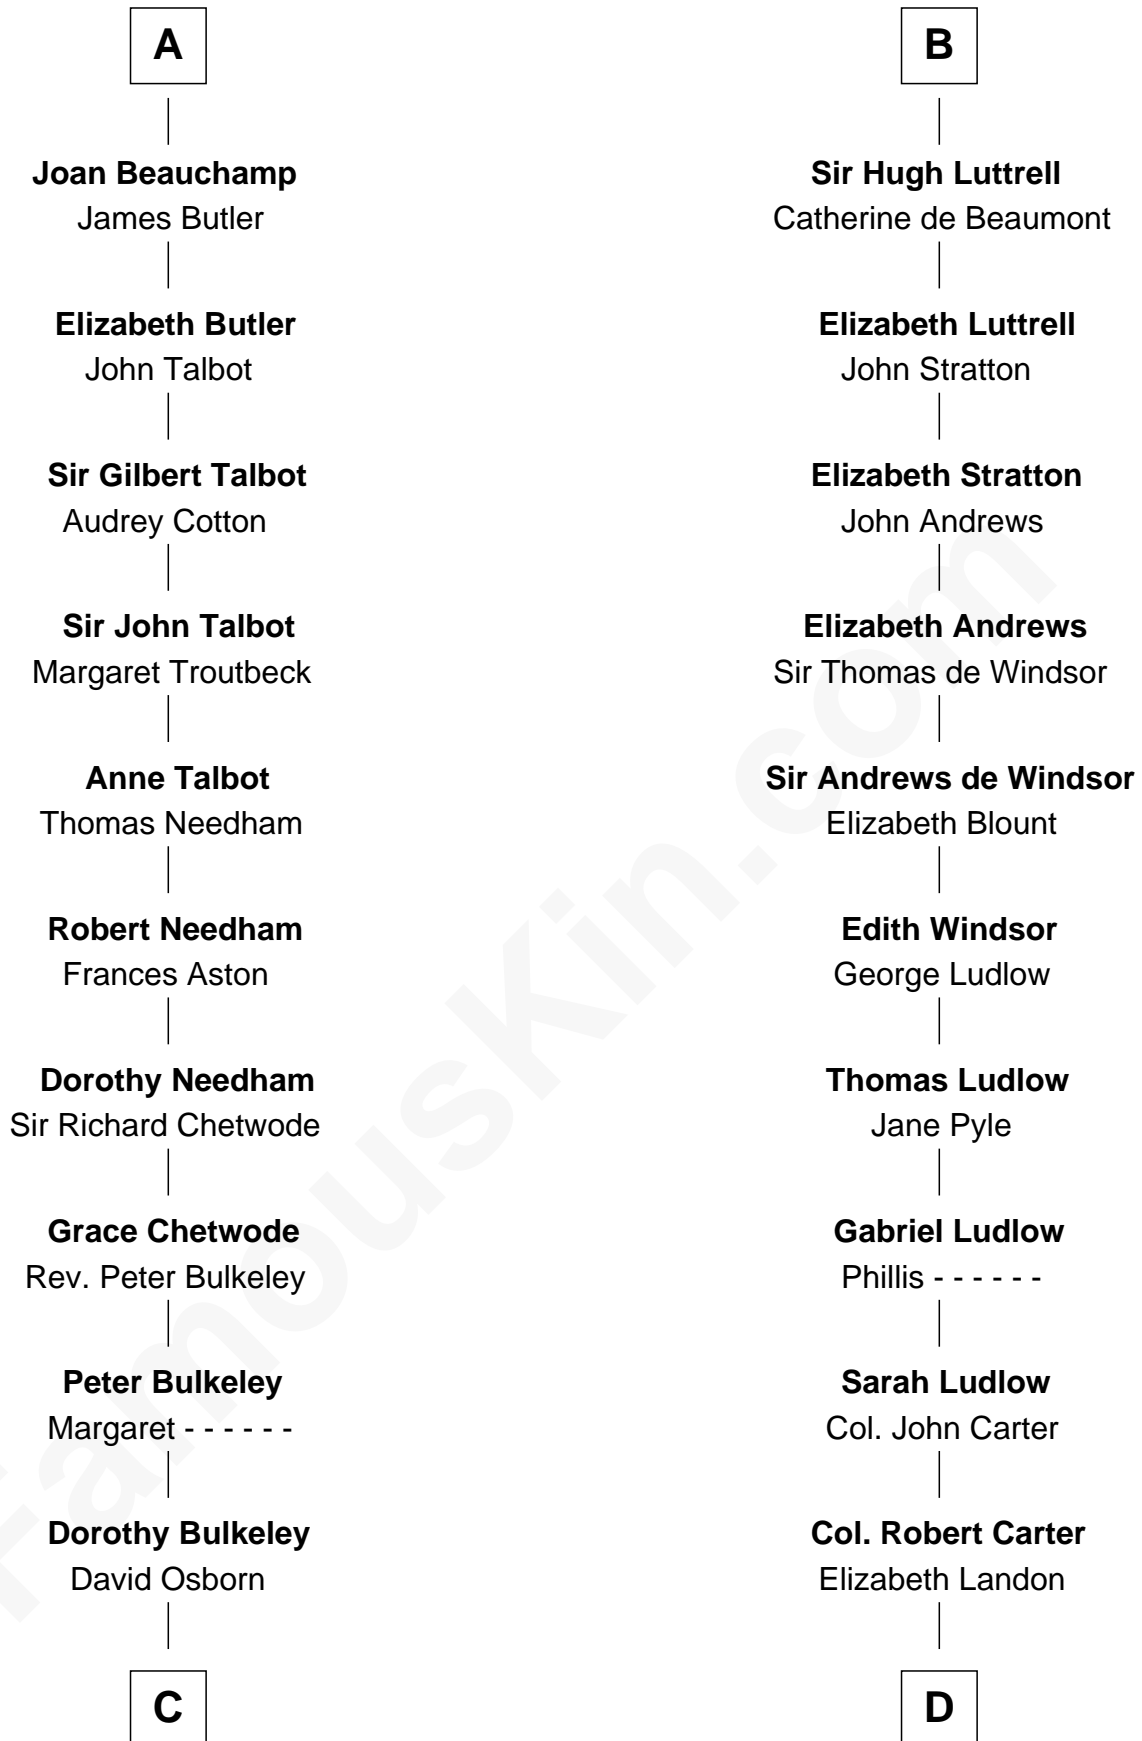 A
Joan Beauchamp
James Butler
Elizabeth Butler
John Talbot
Sir Gilbert Talbot
Audrey Cotton
Sir John Talbot
Margaret Troutbeck
Anne Talbot
Thomas Needham
Robert Needham
Frances Aston
Dorothy Needham
Sir Richard Chetwode
Grace Chetwode
Rev. Peter Bulkeley
Peter Bulkeley
Margaret - - - - - -
Dorothy Bulkeley
David Osborn
C
B
Sir Hugh Luttrell
Catherine de Beaumont
Elizabeth Luttrell
John Stratton
Elizabeth Stratton
John Andrews
Elizabeth Andrews
Sir Thomas de Windsor
Sir Andrews de Windsor
Elizabeth Blount
Edith Windsor
George Ludlow
Thomas Ludlow
Jane Pyle
Gabriel Ludlow
Phillis - - - - - -
Sarah Ludlow
Col. John Carter
Col. Robert Carter
Elizabeth Landon
D
FamousKin.com